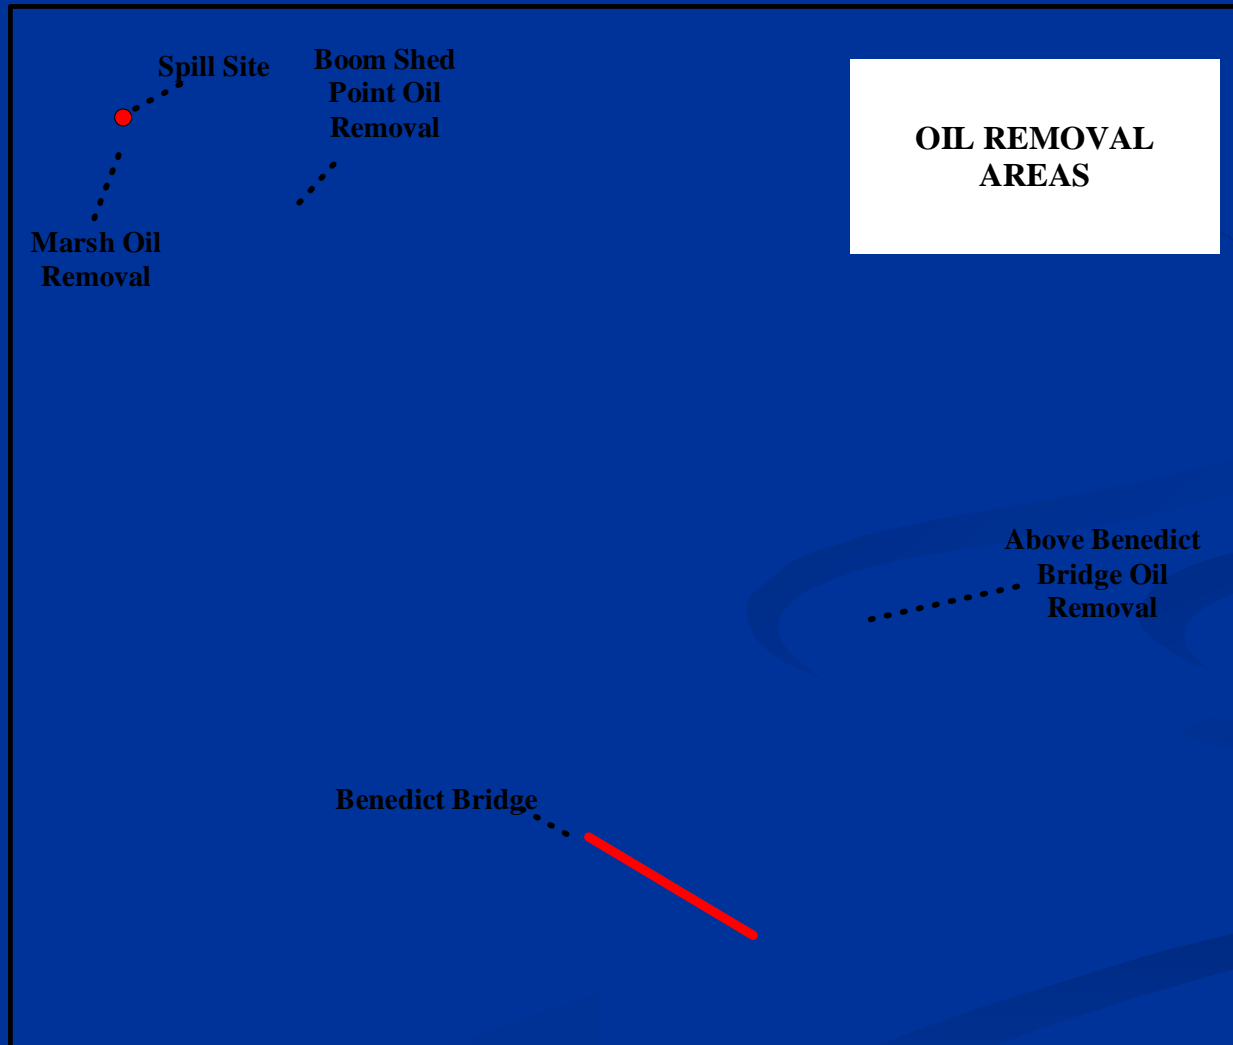 Spill Site
Boom Shed
Point Oil
Removal
OIL REMOVAL
AREAS
Marsh Oil
Removal
Above Benedict
Bridge Oil
Removal
Benedict Bridge